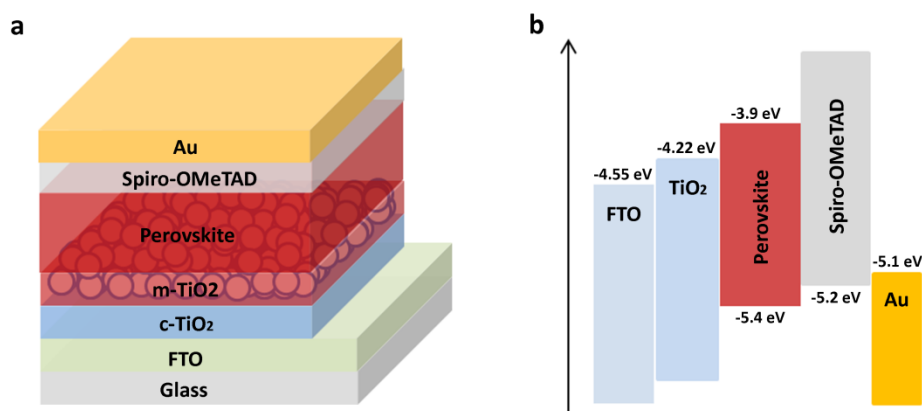 a
Au
Spiro-OMeTAD
Perovskite
m-TiO2
c-TiO₂
FTO
Glass
b
-4.55 eV
FTO
-4.22 eV
TiO₂
-3.9 eV
Perovskite
-5.4 eV
Spiro-OMeTAD
-5.2 eV
-5.1 eV
Au